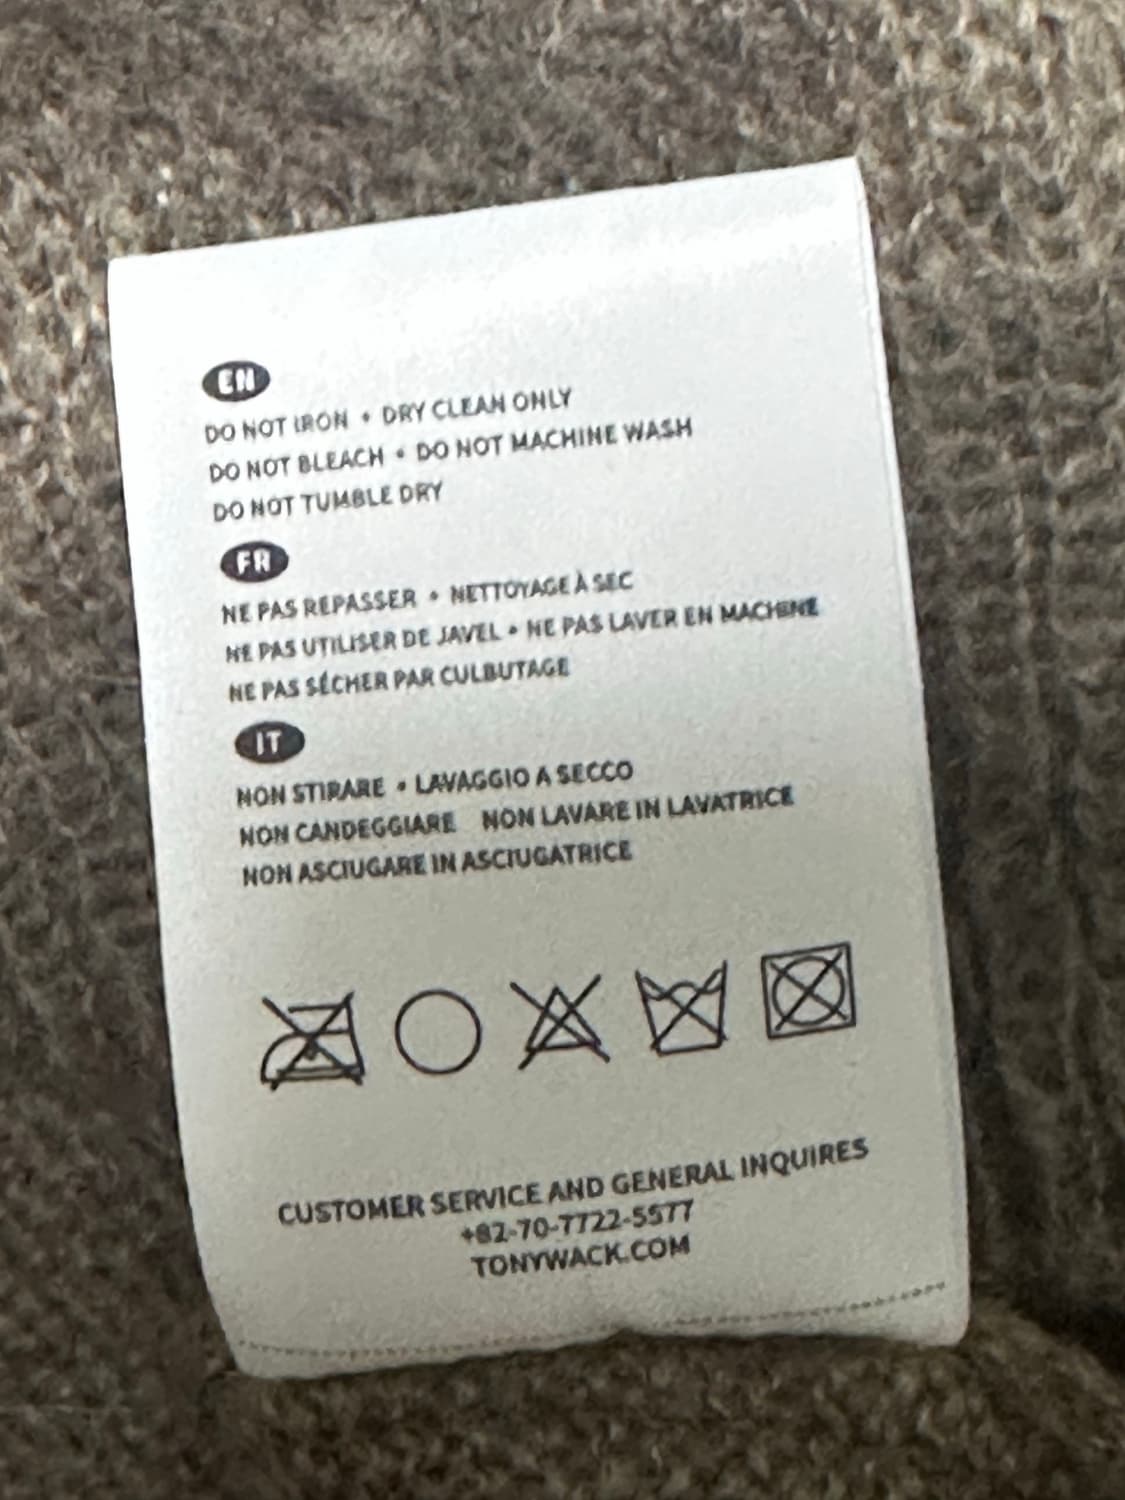 EN
DO NOT IRON • DRY CLEAN ONLY
DO NOT BLEACH • DO NOT MACHINE WASH
DO NOT TUMBLE DRY
FR
NE PAS REPASSER • NETTOYAGE À SEC
NE PAS UTILISER DE JAVEL • NE PAS LAVER EN MACHINE
NE PAS SÉCHER PAR CULBUTAGE
IT
NON STIRARE • LAVAGGIO A SECCO
NON CANDEGGIARE NON LAVARE IN LAVATRICE
NON ASCIUGARE IN ASCIUGATRICE
CUSTOMER SERVICE AND GENERAL INQUIRES
+82-70-7722-5577
TONYWACK.COM